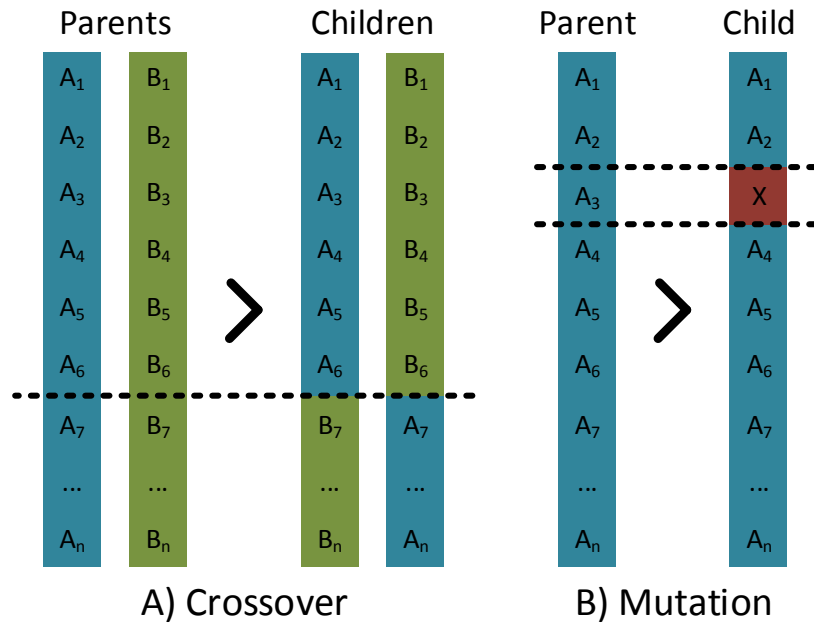 Parents Children Parent Child
A₁ B₁ A₁ B₁ A₁ A₁
A₂ B₂ A₂ B₂ A₂ A₂
A₃ B₃ A₃ B₃ A₃ X
A₄ B₄ A₄ B₄ A₄ A₄
A₅ B₅ > A₅ B₅ A₅ > A₅
A₆ B₆ A₆ B₆ A₆ A₆
A₇ B₇ B₇ A₇ A₇ A₇
... ... ... ... ... ...
Aₙ Bₙ Bₙ Aₙ Aₙ Aₙ
A) Crossover B) Mutation